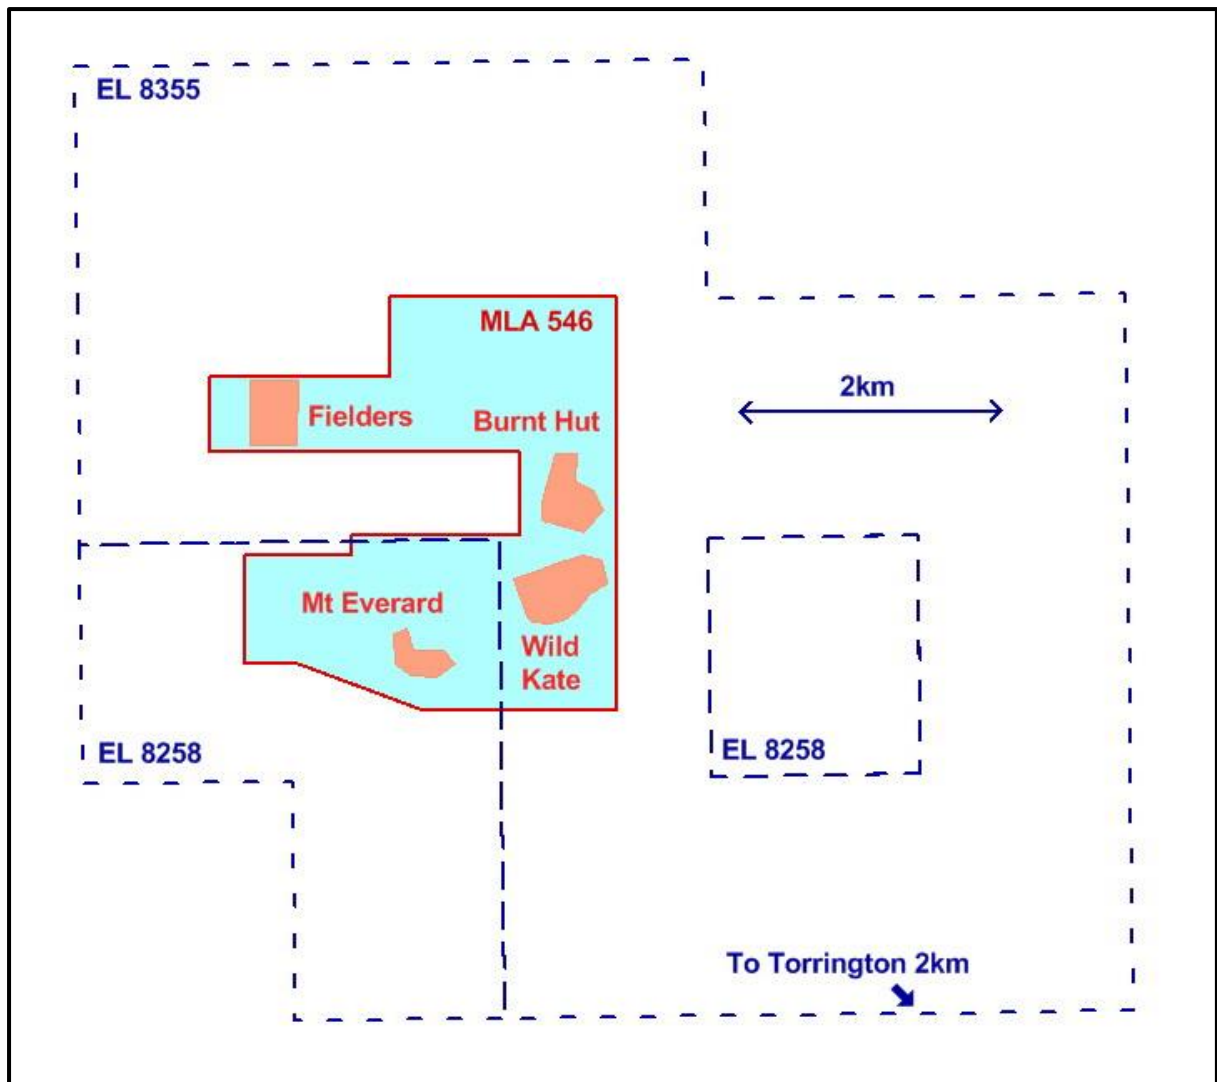 EL 8355
MLA 546
2km
Fielders
Burnt Hut
Mt Everard
Wild
Kate
EL 8258
EL 8258
To Torrington 2km